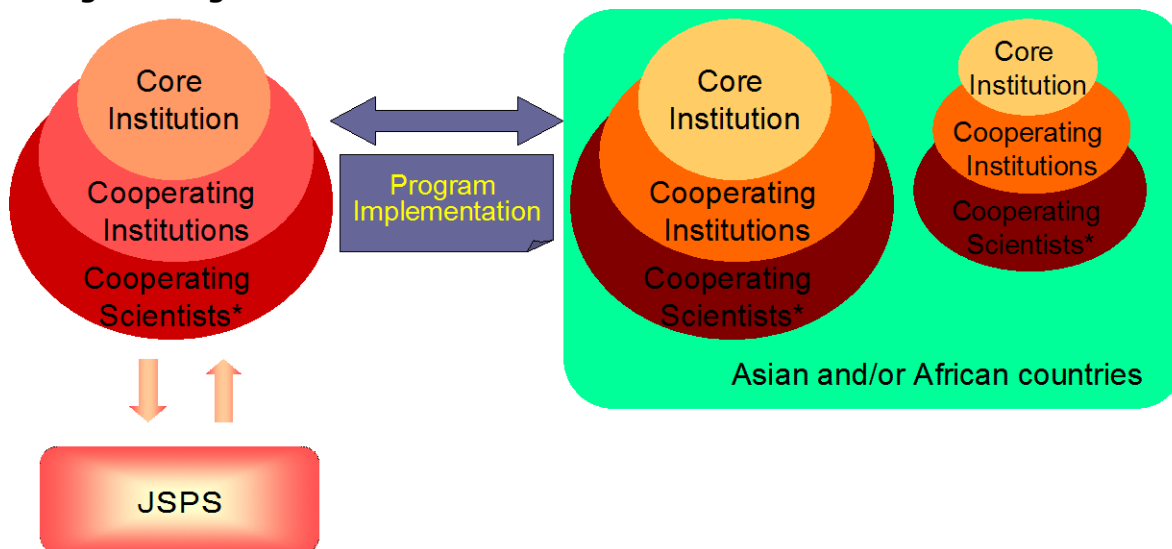 Core
Institution
Cooperating
Institutions
Cooperating
Scientists*
Program
Implementation
Core
Institution
Cooperating
Institutions
Cooperating
Scientists*
Core
Institution
Cooperating
Institutions
Cooperating
Scientists*
Asian and/or African countries
JSPS